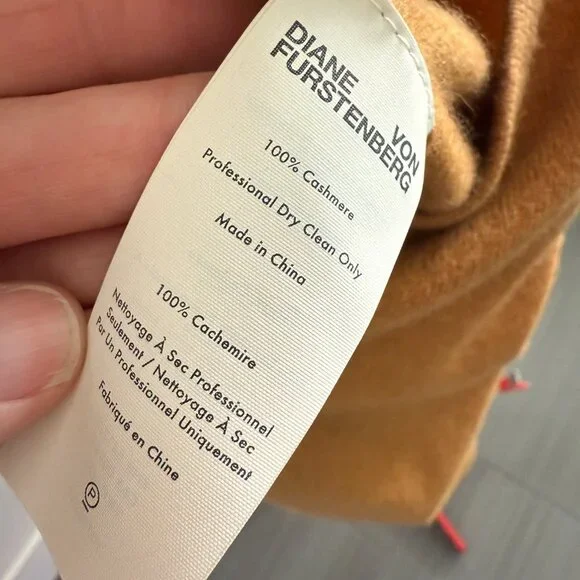 DIANE
VON
FURSTENBERG
100% Cashmere
Professional Dry Clean Only
Made in China
100% Cachemire
Nettoyage À Sec Professionnel
Seulement / Nettoyage À Sec
Par Un Professionnel Uniquement
Fabriqué en Chine
P